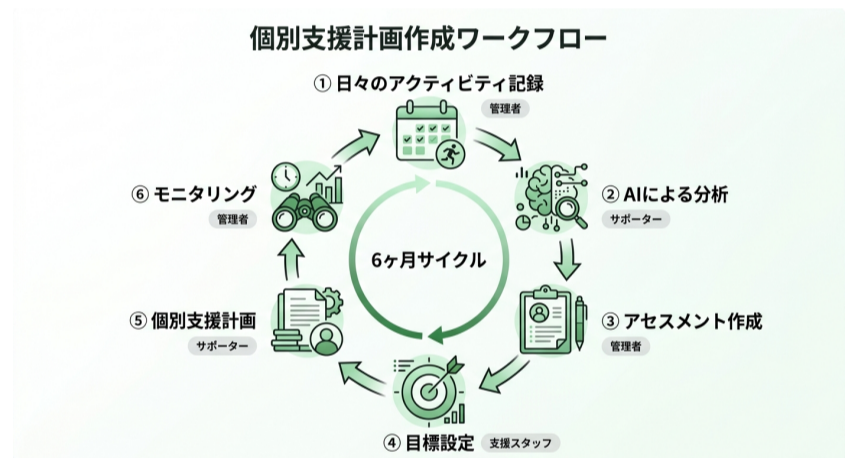 個別支援計画作成ワークフロー
① 日々のアクティビティ記録
管理者
② AIによる分析
サポーター
③ アセスメント作成
管理者
④ 目標設定 支援スタッフ
⑤ 個別支援計画
サポーター
⑥ モニタリング
管理者
6ヶ月サイクル